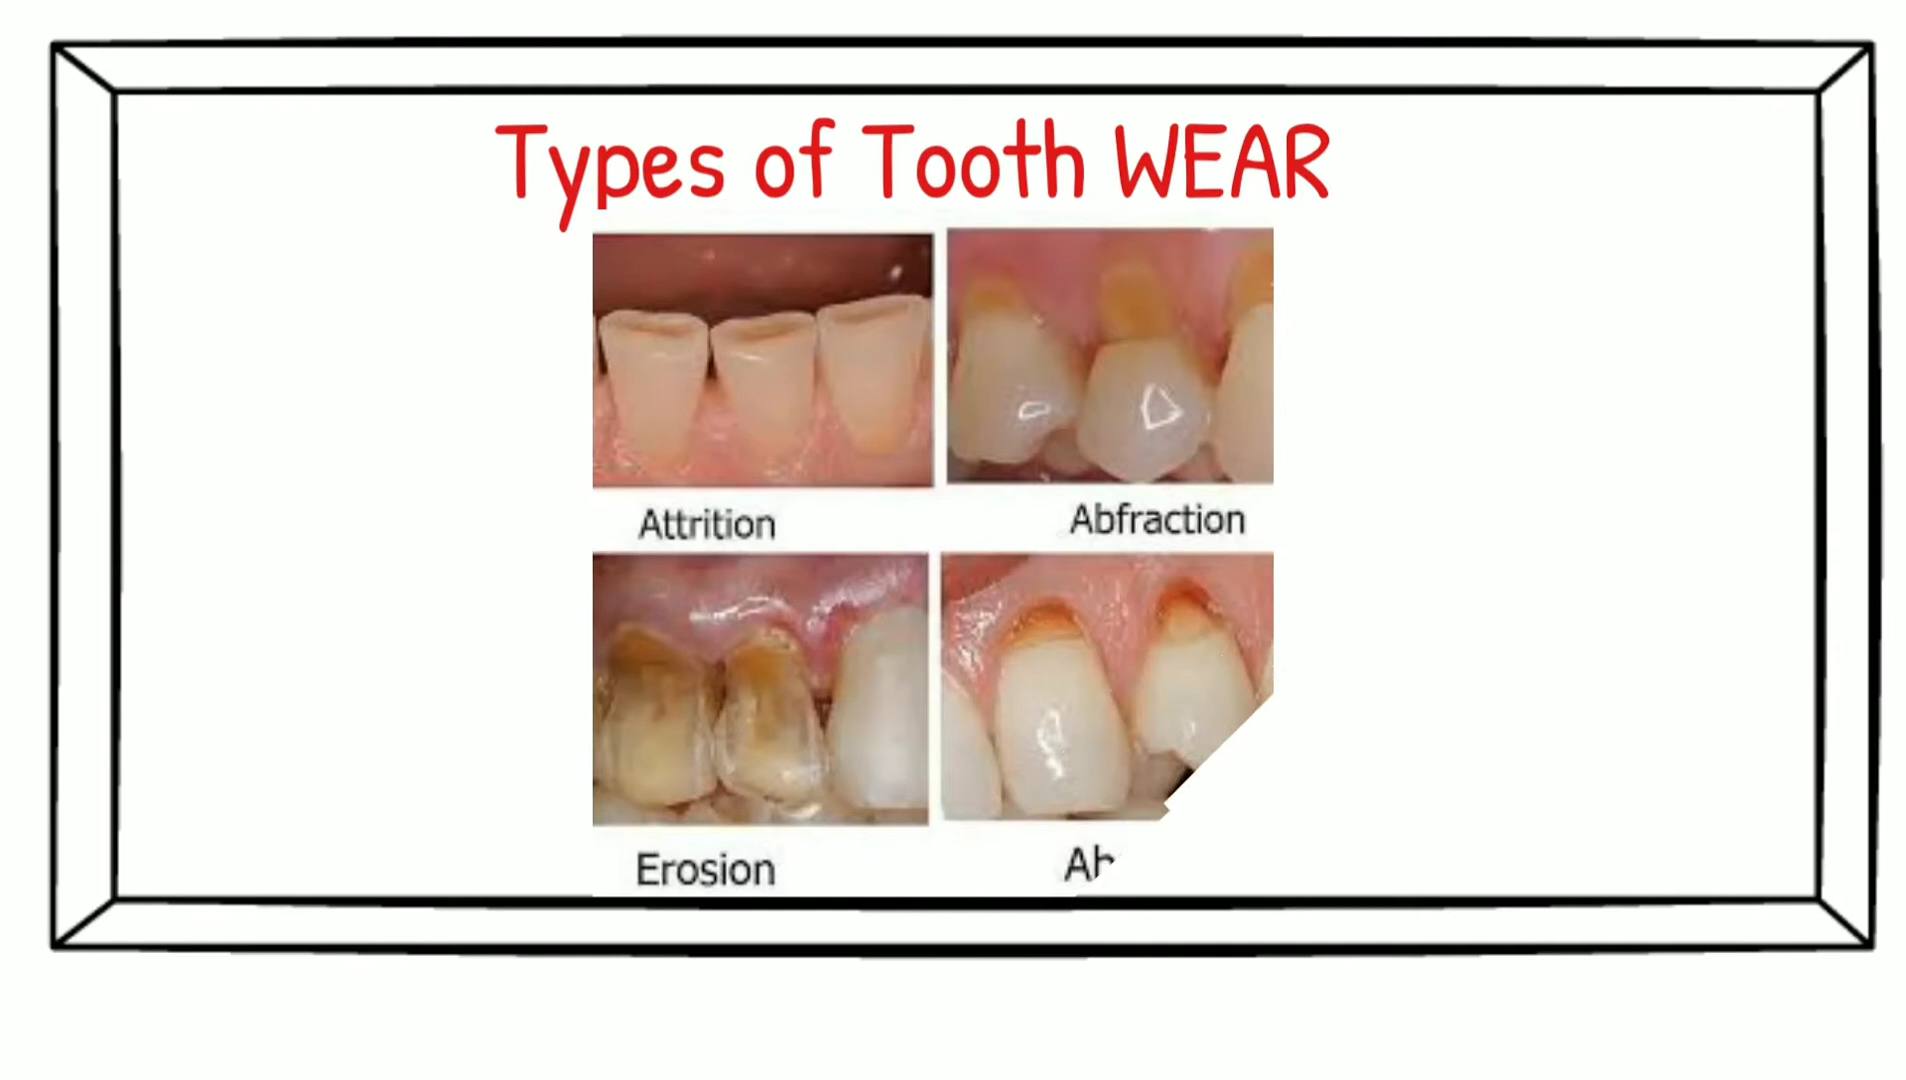 Types of Tooth WEAR
Attrition
Abfraction
Erosion